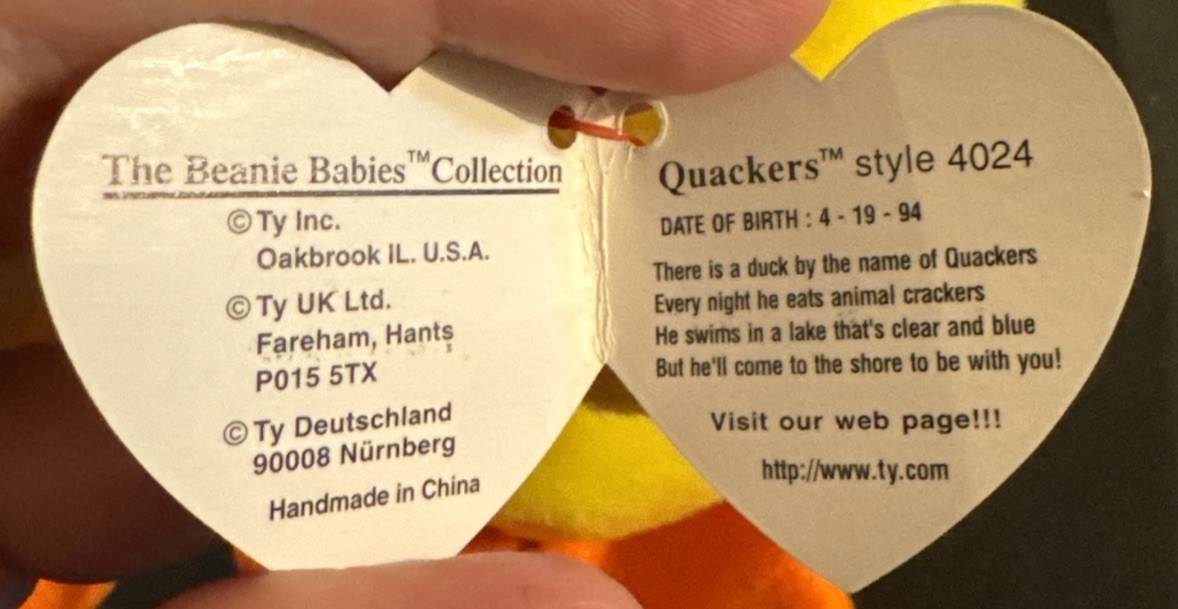 The Beanie Babies™Collection
© Ty Inc.
Oakbrook IL. U.S.A.
© Ty UK Ltd.
Fareham, Hants
P015 5TX
© Ty Deutschland
90008 Nürnberg
Handmade in China
Quackers™ style 4024
DATE OF BIRTH : 4 - 19 - 94
There is a duck by the name of Quackers
Every night he eats animal crackers
He swims in a lake that's clear and blue
But he'll come to the shore to be with you!
Visit our web page!!!
http://www.ty.com